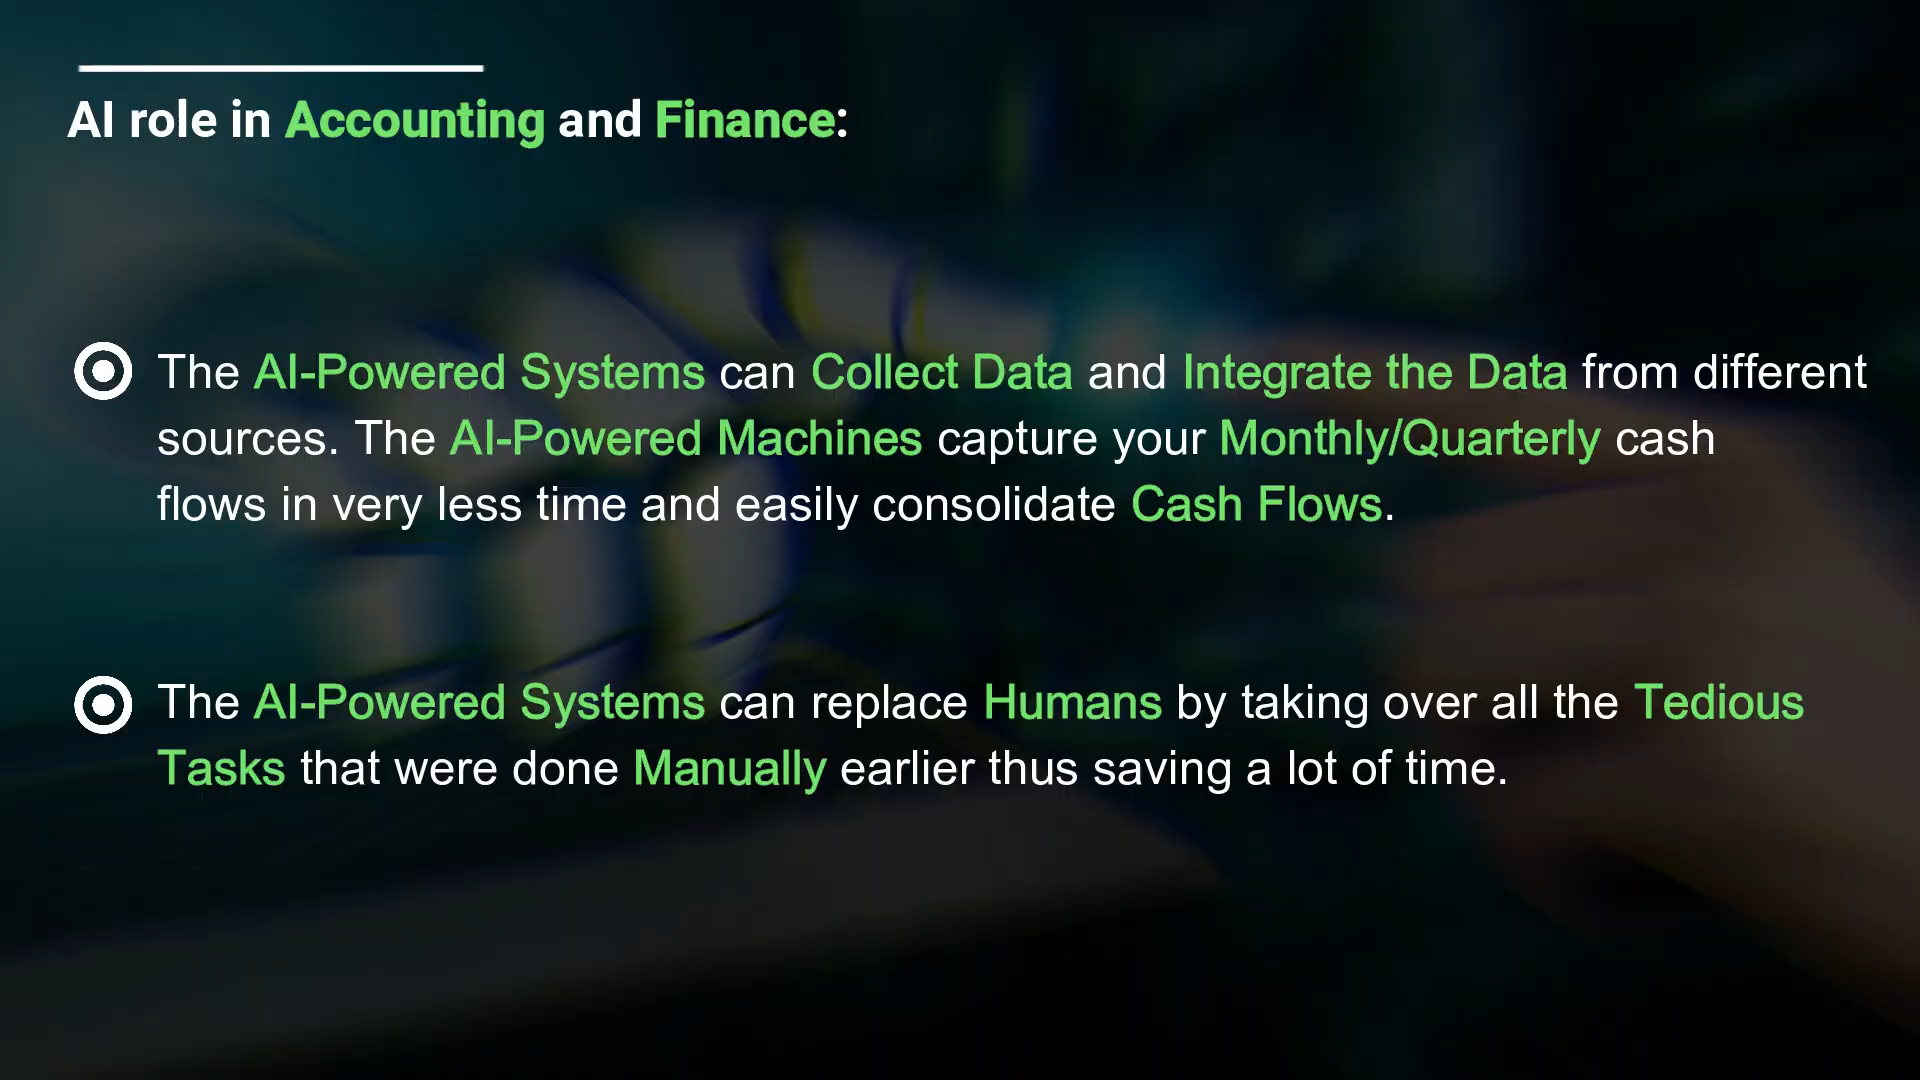 AI role in Accounting and Finance:
The AI-Powered Systems can Collect Data and Integrate the Data from different
sources. The AI-Powered Machines capture your Monthly/Quarterly cash
flows in very less time and easily consolidate Cash Flows.
The AI-Powered Systems can replace Humans by taking over all the Tedious
Tasks that were done Manually earlier thus saving a lot of time.